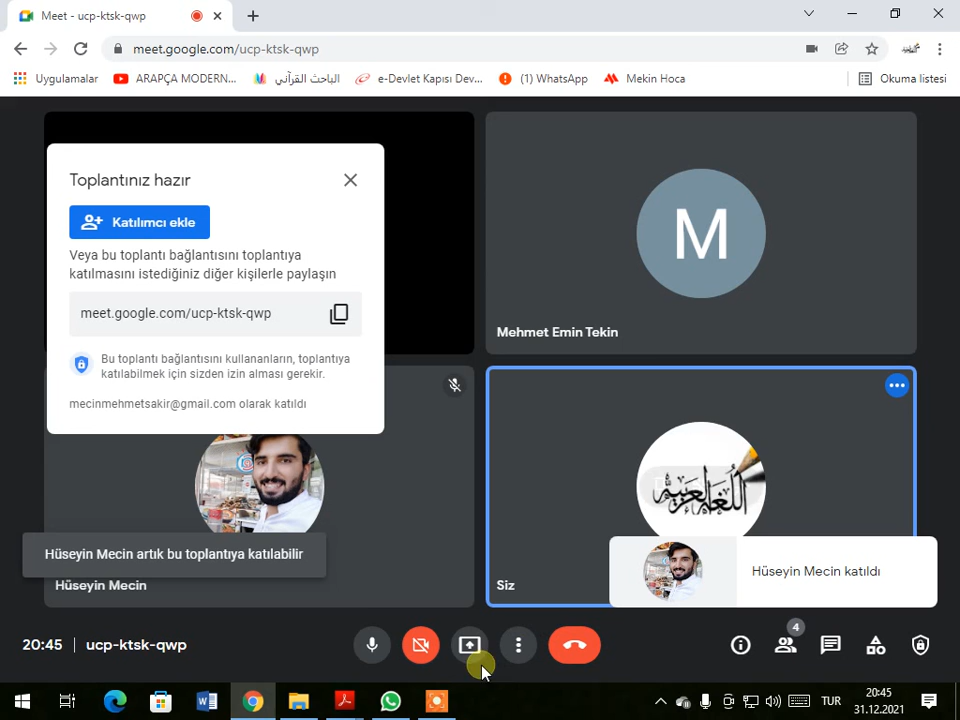 Meet - ucp-ktsk-qwp
meet.google.com/ucp-ktsk-qwp
Uygulamalar
ARAPÇA MODERN...
الباحث القرآني
e-Devlet Kapısı Dev...
(1) WhatsApp
Mekin Hoca
Okuma listesi
Toplantınız hazır
Katılımcı ekle
Veya bu toplantı bağlantısını toplantıya
katılmasını istediğiniz diğer kişilerle paylaşın
meet.google.com/ucp-ktsk-qwp
Bu toplantı bağlantısını kullananların, toplantıya
katılabilmek için sizden izin alması gerekir.
mecinmehmetsakir@gmail.com olarak katıldı
M
Mehmet Emin Tekin
اللغة العربية
Hüseyin Mecin artık bu toplantıya katılabilir
Hüseyin Mecin
Siz
Hüseyin Mecin katıldı
20:45
ucp-ktsk-qwp
4
W
TUR
20:45
31.12.2021